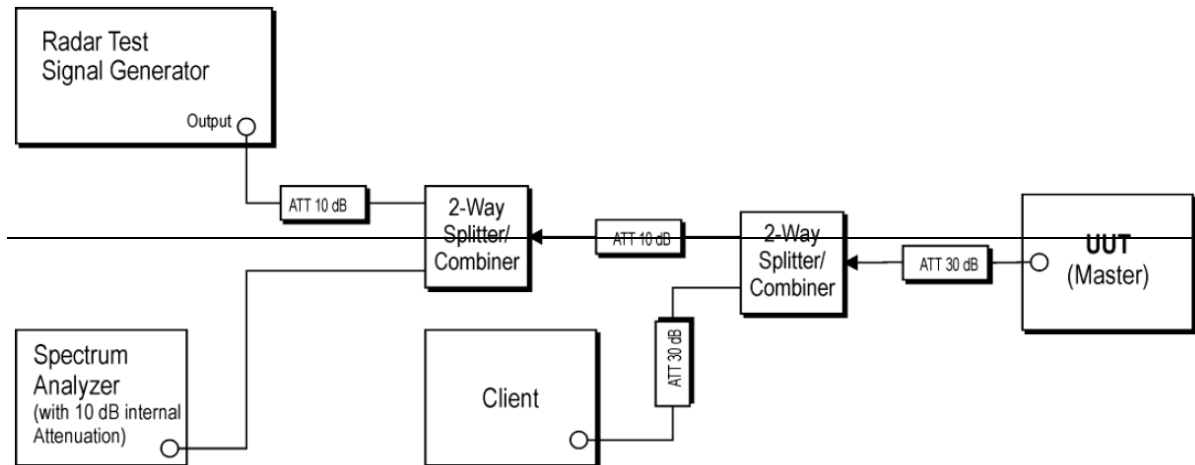 Radar Test
Signal Generator
Output
ATT 10 dB
2-Way
Splitter/
Combiner
ATT 10 dB
2-Way
Splitter/
Combiner
ATT 30 dB
UUT
(Master)
Spectrum
Analyzer
(with 10 dB internal
Attenuation)
Client
ATT 30 dB